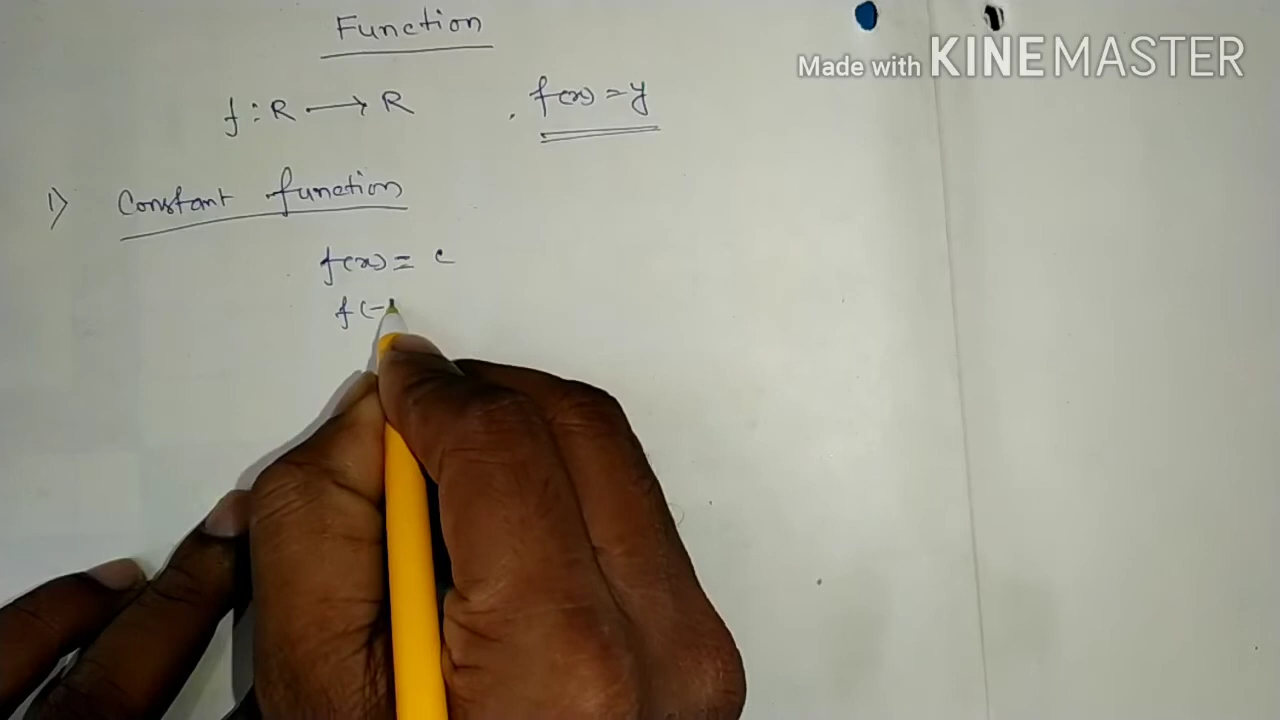 Function
Made with KINEMASTER
f : R ⟶ R , f(x) = y
1) Constant function
f(x) = c
f(-